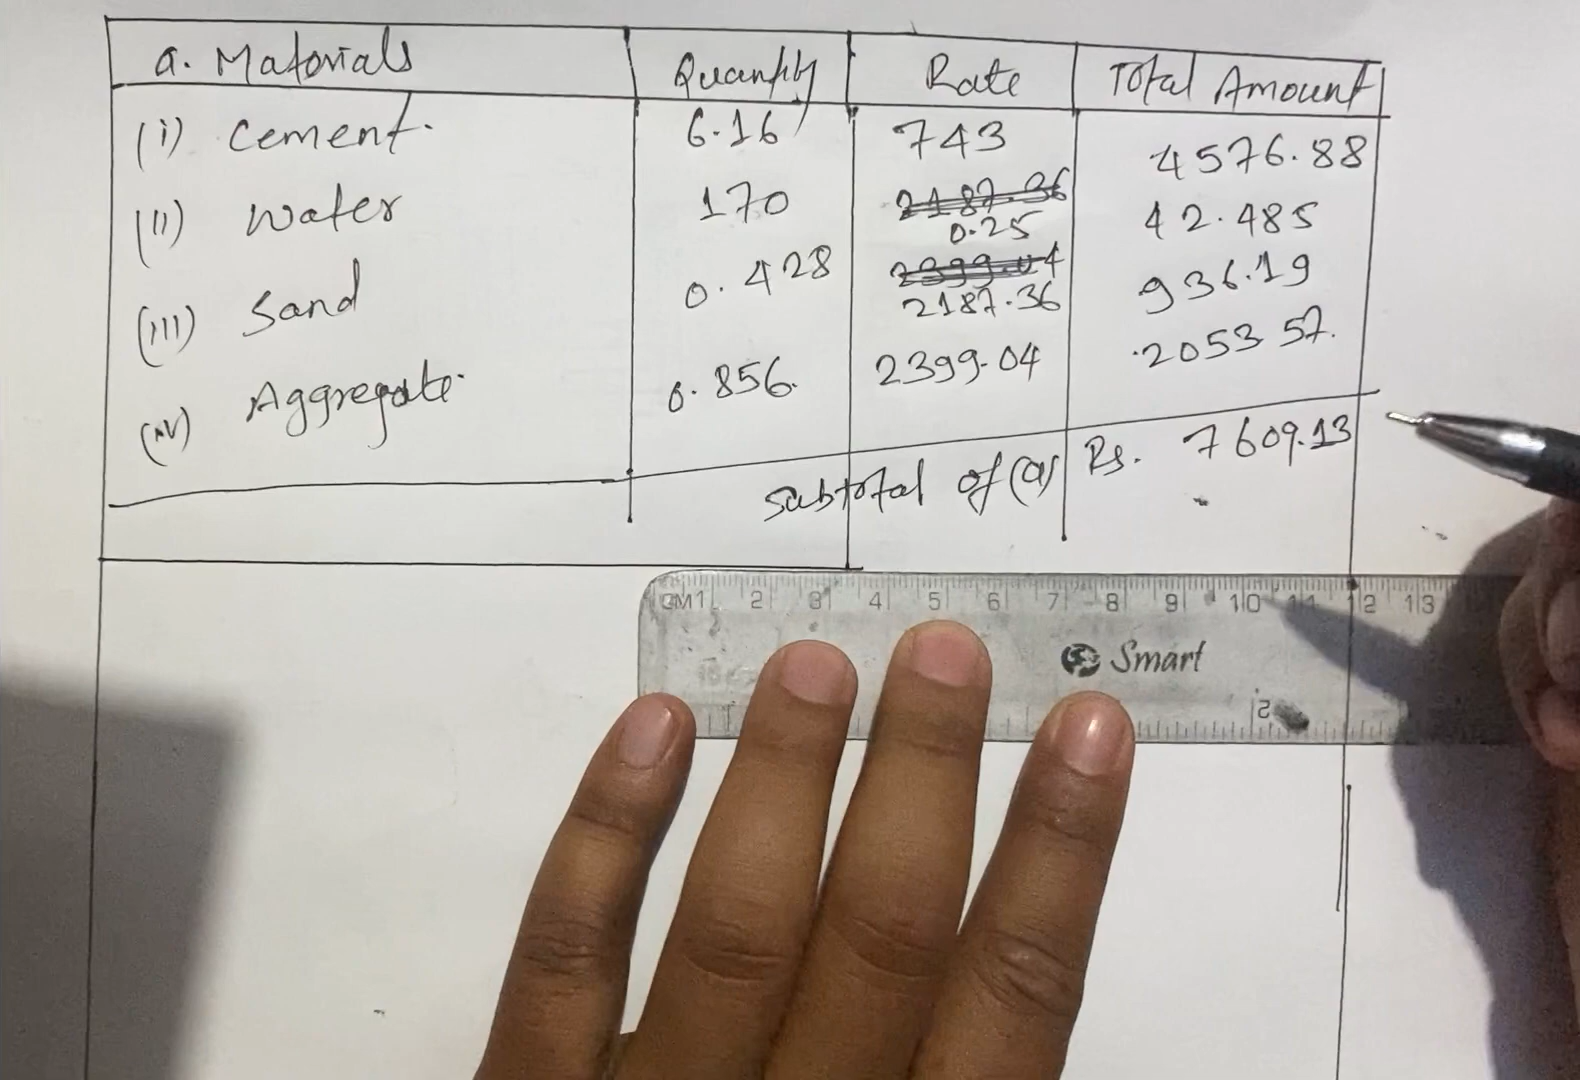 a. Materials Quantity Rate Total Amount
(i) Cement. 6.16 743 4576.88
(ii) Water 170 2187.36 0.25 42.485
(iii) Sand 0.428 2399.04 2187.36 936.19
(iv) Aggregate. 0.856. 2399.04 .2053 57.
Subtotal of (a) Rs. 7609.13
CM1 2 3 4 5 6 7 8 9 10 11 12 13
Smart
2